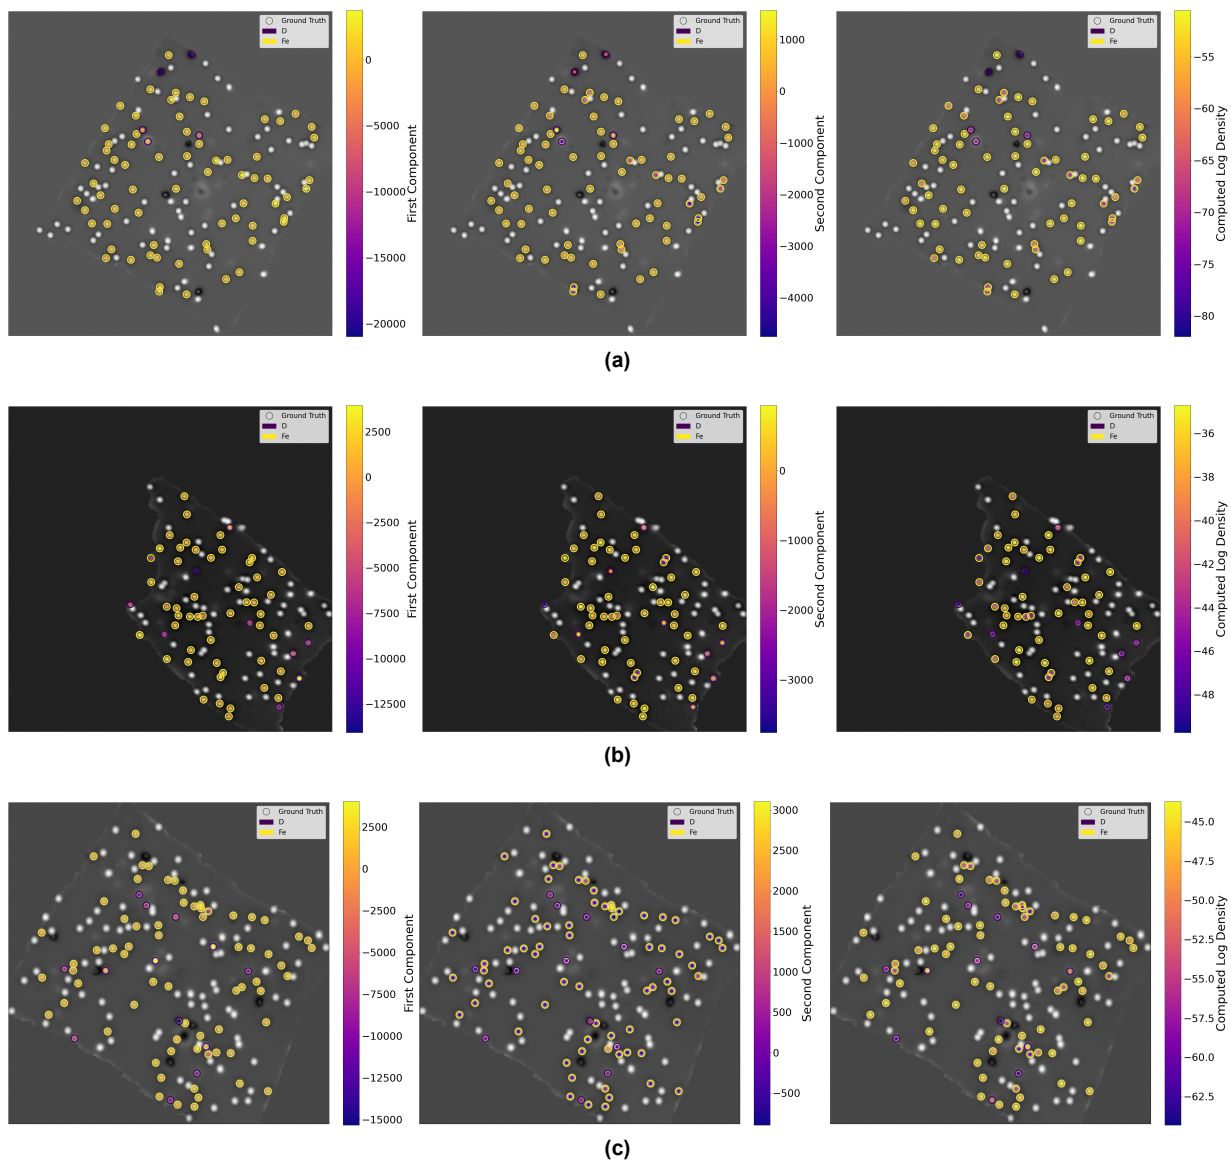 Ground Truth
D
Fe
0
−5000
−10000
−15000
−20000
First Component
Ground Truth
D
Fe
1000
0
−1000
−2000
−3000
−4000
Second Component
Ground Truth
D
Fe
−55
−60
−65
−70
−75
−80
Computed Log Density
(a)
Ground Truth
D
Fe
2500
0
−2500
−5000
−7500
−10000
−12500
First Component
Ground Truth
D
Fe
0
−1000
−2000
−3000
Second Component
Ground Truth
D
Fe
−36
−38
−40
−42
−44
−46
−48
Computed Log Density
(b)
Ground Truth
D
Fe
2500
0
−2500
−5000
−7500
−10000
−12500
−15000
First Component
Ground Truth
D
Fe
3000
2500
2000
1500
1000
500
0
−500
Second Component
Ground Truth
D
Fe
−45.0
−47.5
−50.0
−52.5
−55.0
−57.5
−60.0
−62.5
Computed Log Density
(c)